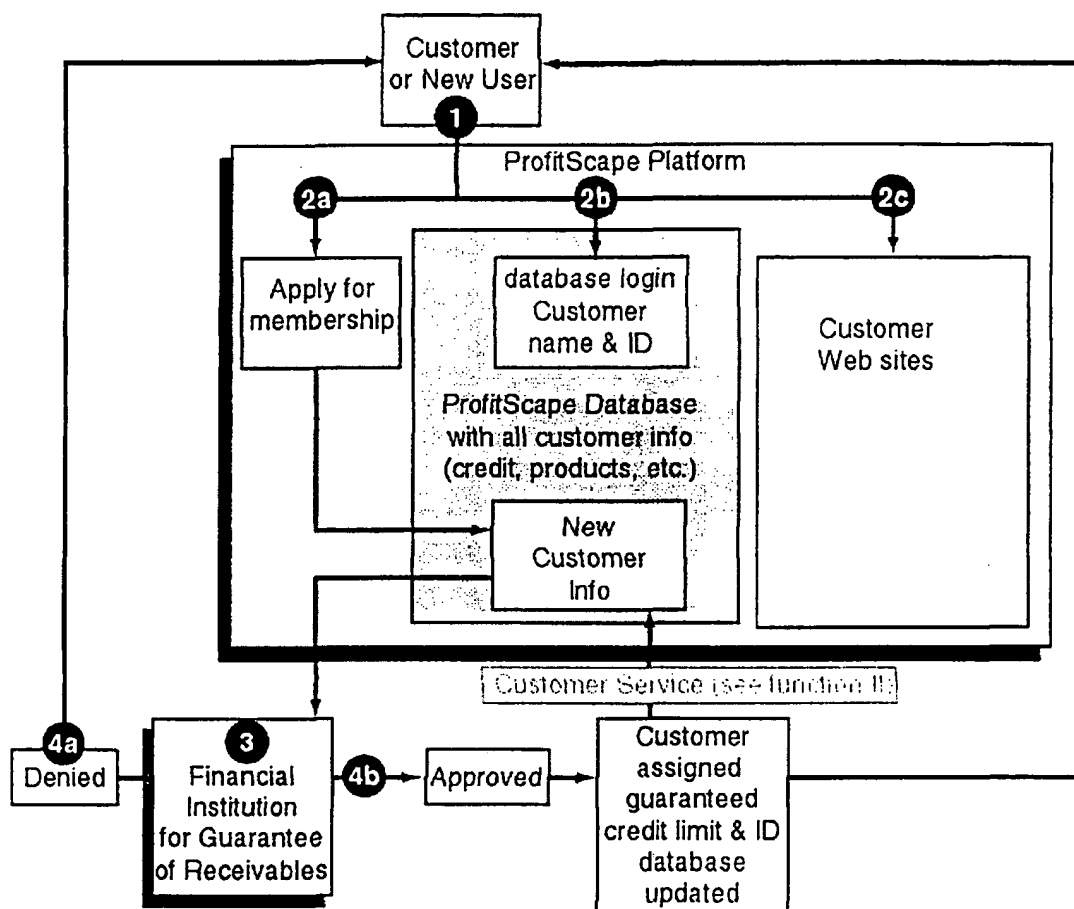 Customer
or New User
1
ProfitScape Platform
2a
2b
2c
Apply for
membership
database login
Customer
name & ID
Customer
Web sites
ProfitScape Database
with all customer info
(credit, products, etc.)
New
Customer
Info
Customer Service (see function II)
4a
Denied
3
Financial
Institution
for Guarantee
of Receivables
4b
Approved
Customer
assigned
guaranteed
credit limit & ID
database
updated